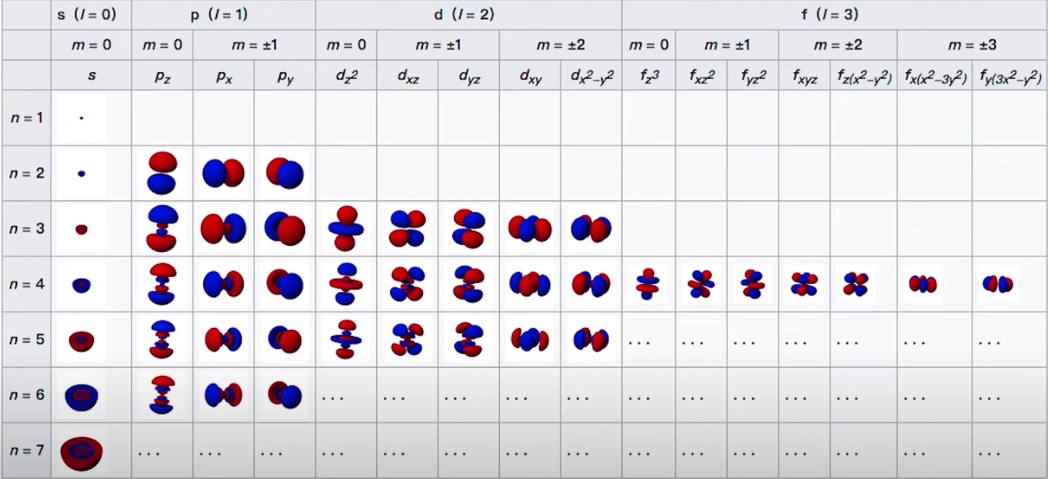 s (l = 0) p (l = 1) d (l = 2) f (l = 3)
m = 0 m = 0 m = ±1 m = 0 m = ±1 m = ±2 m = 0 m = ±1 m = ±2 m = ±3
s pz px py dz² dxz dyz dxy dx²−y² fz³ fxz² fyz² fxyz fz(x²−y²) fx(x²−3y²) fy(3x²−y²)
n = 1
n = 2
n = 3
n = 4
n = 5 ... ... ... ... ... ... ...
n = 6 ... ... ... ... ... ... ... ... ... ... ... ...
n = 7 ... ... ... ... ... ... ... ... ... ... ... ... ... ... ...